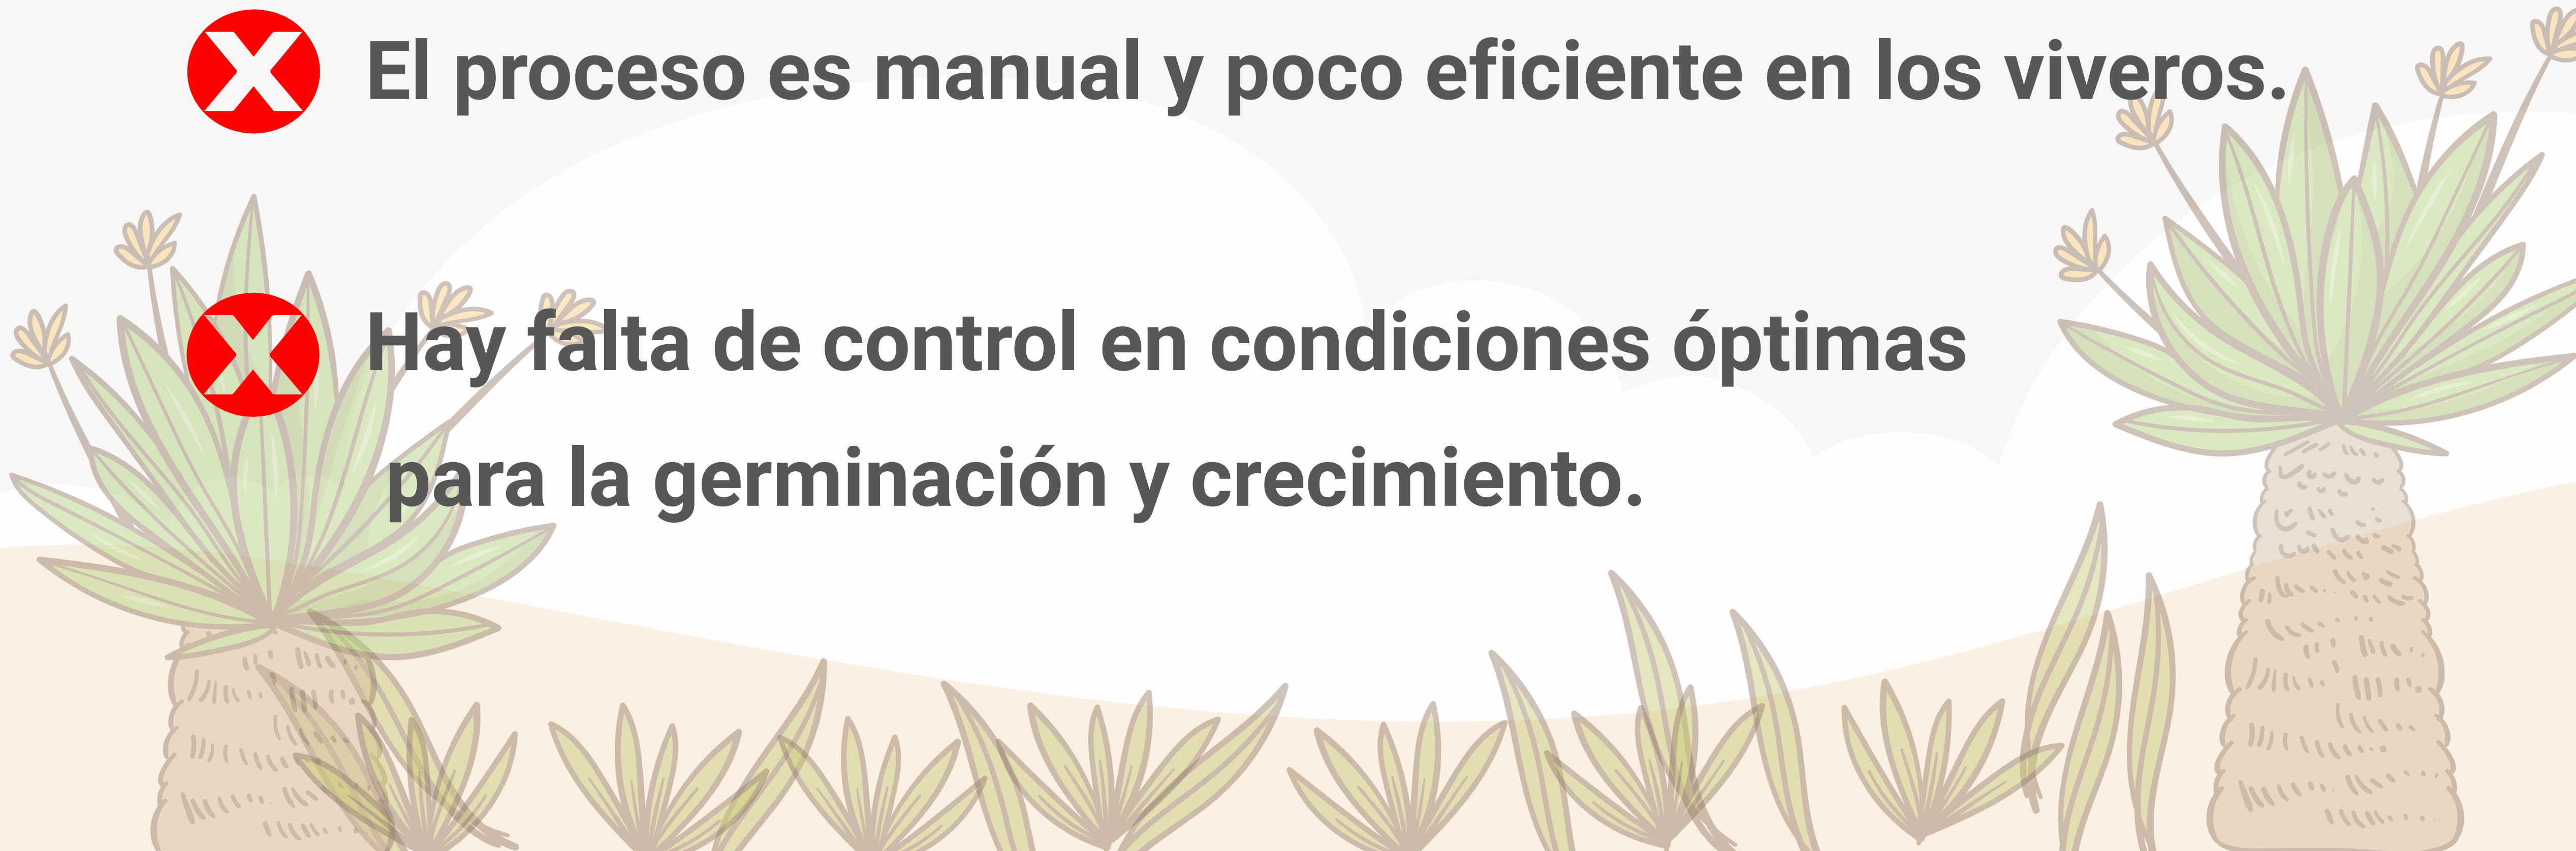 X El proceso es manual y poco eficiente en los viveros.
X Hay falta de control en condiciones óptimas
para la germinación y crecimiento.